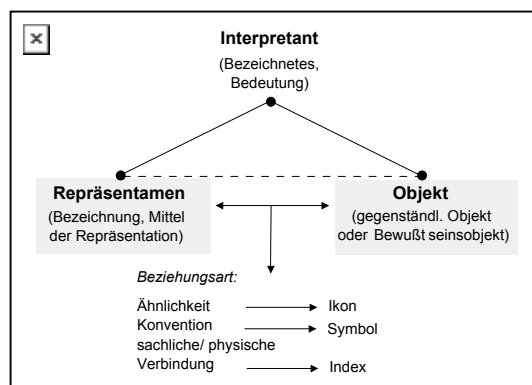 Interpretant
(Bezeichnetes,
Bedeutung)
Repräsentamen
(Bezeichnung, Mittel
der Repräsentation)
Objekt
(gegenständl. Objekt
oder Bewußt seinsobjekt)
Beziehungsart:
Ähnlichkeit Ikon
Konvention Symbol
sachliche/ physische
Verbindung Index